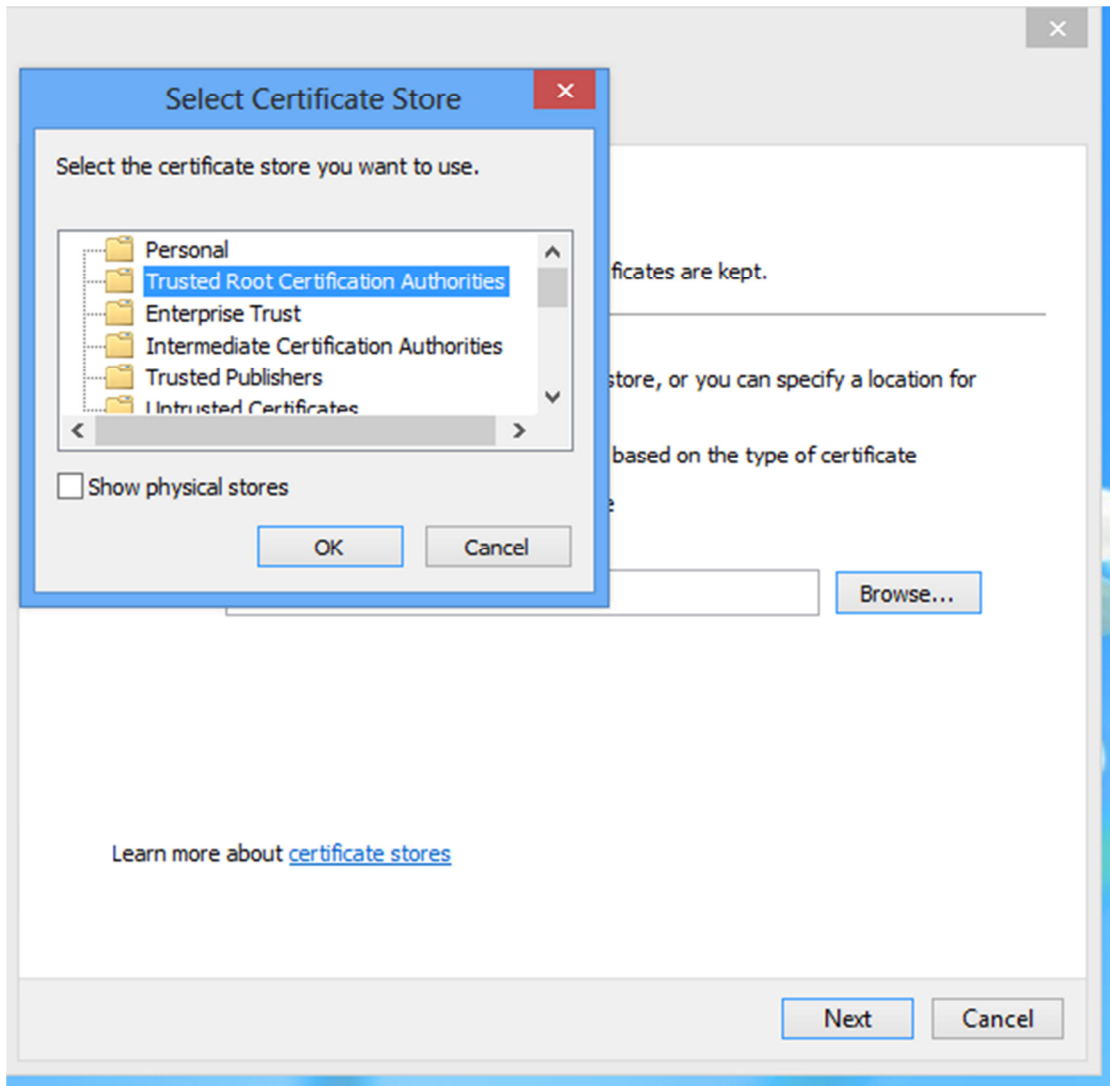 Select Certificate Store
Select the certificate store you want to use.
Personal
Trusted Root Certification Authorities
Enterprise Trust
Intermediate Certification Authorities
Trusted Publishers
Untrusted Certificates
Show physical stores
OK Cancel
ficates are kept.
store, or you can specify a location for
based on the type of certificate
Browse...
Learn more about certificate stores
Next Cancel